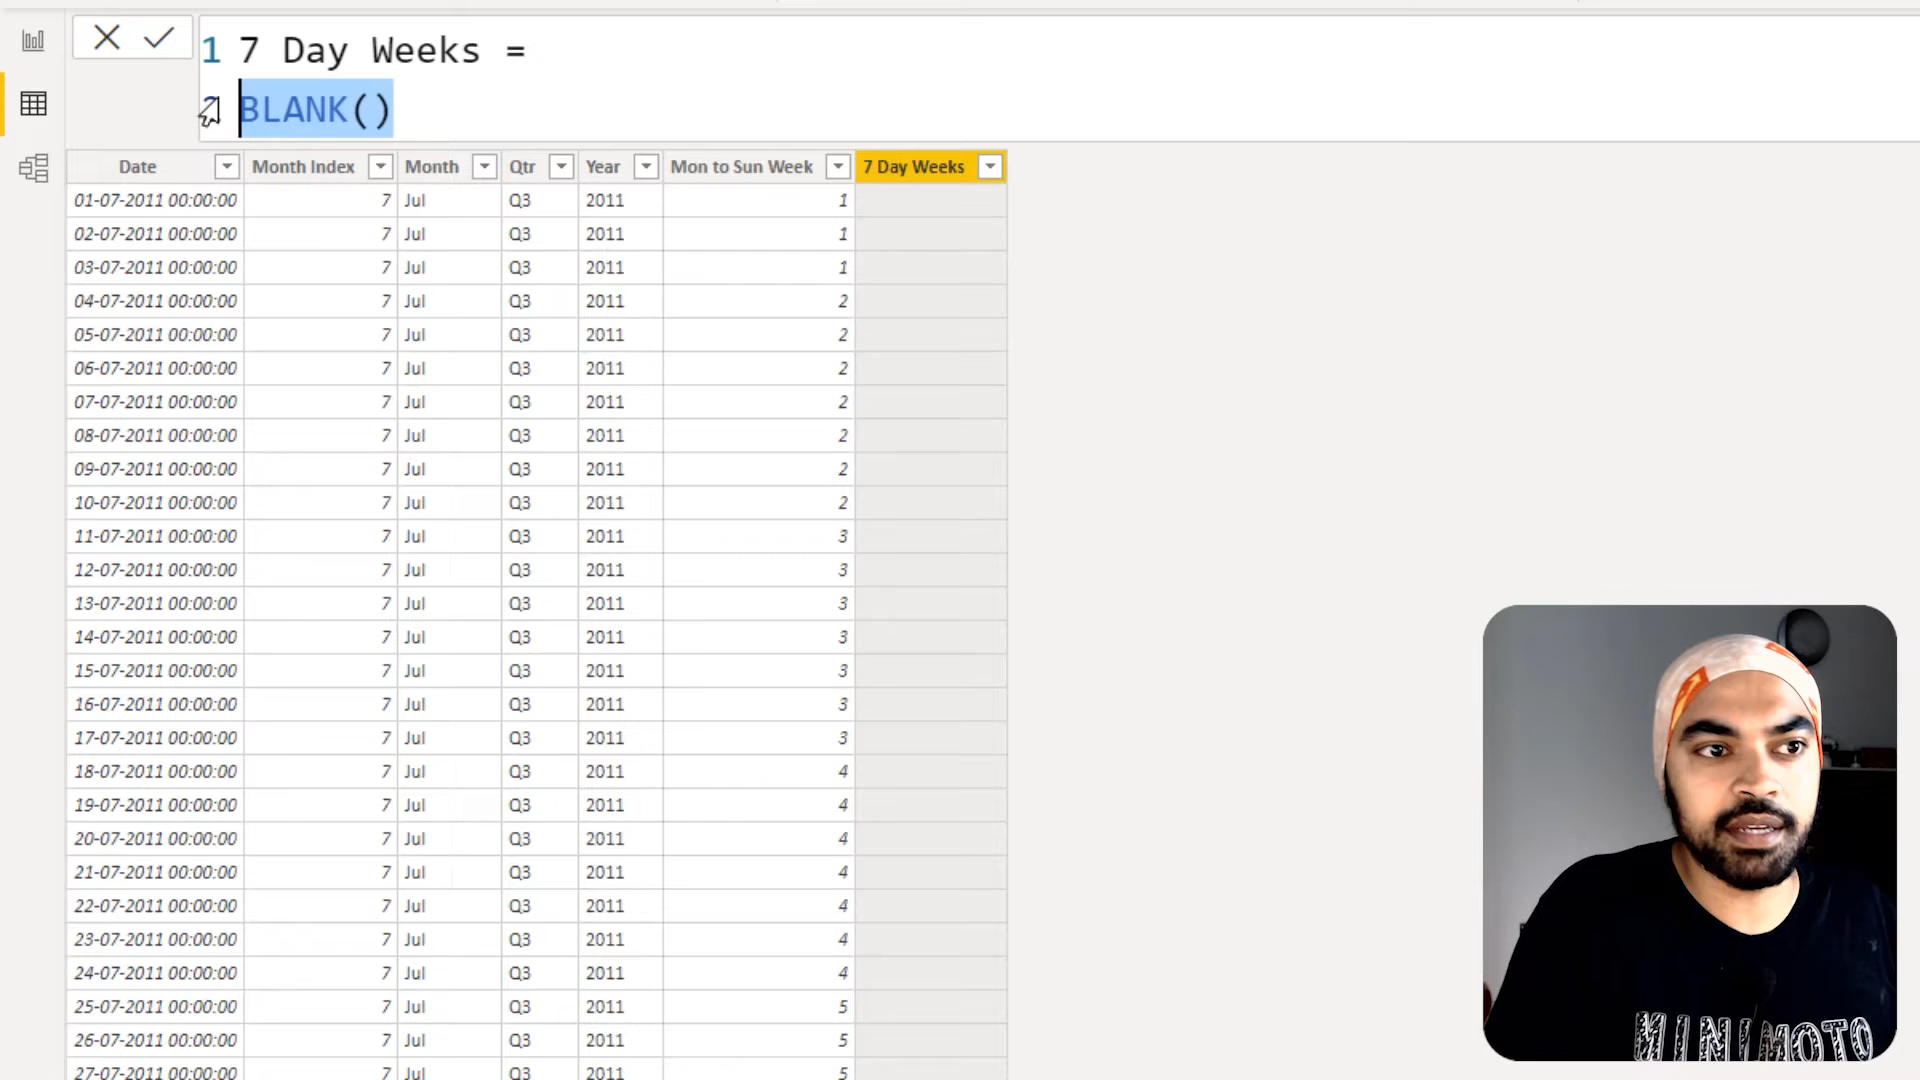 1 7 Day Weeks =
BLANK()
Date Month Index Month Qtr Year Mon to Sun Week 7 Day Weeks
01-07-2011 00:00:00 7 Jul Q3 2011 1
02-07-2011 00:00:00 7 Jul Q3 2011 1
03-07-2011 00:00:00 7 Jul Q3 2011 1
04-07-2011 00:00:00 7 Jul Q3 2011 2
05-07-2011 00:00:00 7 Jul Q3 2011 2
06-07-2011 00:00:00 7 Jul Q3 2011 2
07-07-2011 00:00:00 7 Jul Q3 2011 2
08-07-2011 00:00:00 7 Jul Q3 2011 2
09-07-2011 00:00:00 7 Jul Q3 2011 2
10-07-2011 00:00:00 7 Jul Q3 2011 2
11-07-2011 00:00:00 7 Jul Q3 2011 3
12-07-2011 00:00:00 7 Jul Q3 2011 3
13-07-2011 00:00:00 7 Jul Q3 2011 3
14-07-2011 00:00:00 7 Jul Q3 2011 3
15-07-2011 00:00:00 7 Jul Q3 2011 3
16-07-2011 00:00:00 7 Jul Q3 2011 3
17-07-2011 00:00:00 7 Jul Q3 2011 3
18-07-2011 00:00:00 7 Jul Q3 2011 4
19-07-2011 00:00:00 7 Jul Q3 2011 4
20-07-2011 00:00:00 7 Jul Q3 2011 4
21-07-2011 00:00:00 7 Jul Q3 2011 4
22-07-2011 00:00:00 7 Jul Q3 2011 4
23-07-2011 00:00:00 7 Jul Q3 2011 4
24-07-2011 00:00:00 7 Jul Q3 2011 4
25-07-2011 00:00:00 7 Jul Q3 2011 5
26-07-2011 00:00:00 7 Jul Q3 2011 5
27-07-2011 00:00:00 7 Jul Q3 2011 5
MINIMOTO